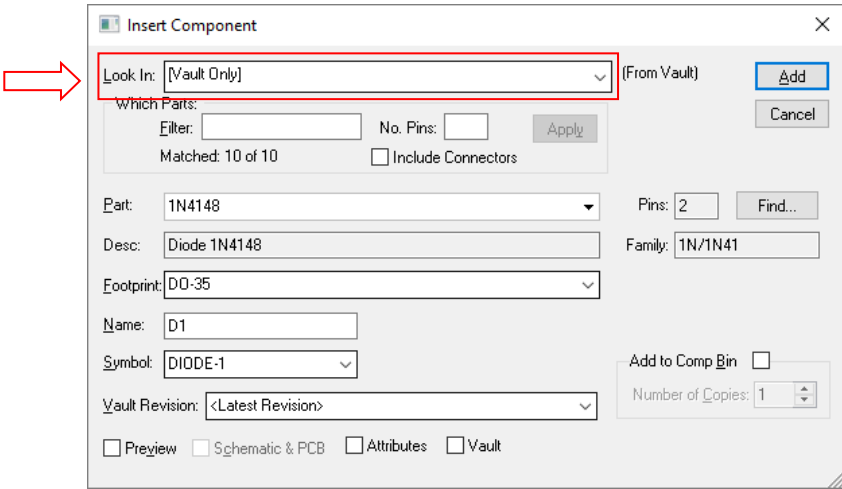 Insert Component
Look In: [Vault Only] (From Vault) Add
Which Parts: Cancel
Filter: No. Pins: Apply
Matched: 10 of 10 Include Connectors
Part: 1N4148 Pins: 2 Find...
Desc: Diode 1N4148 Family: 1N/1N41
Footprint: DO-35
Name: D1
Symbol: DIODE-1 Add to Comp Bin
Vault Revision: <Latest Revision> Number of Copies: 1
Preview Schematic & PCB Attributes Vault